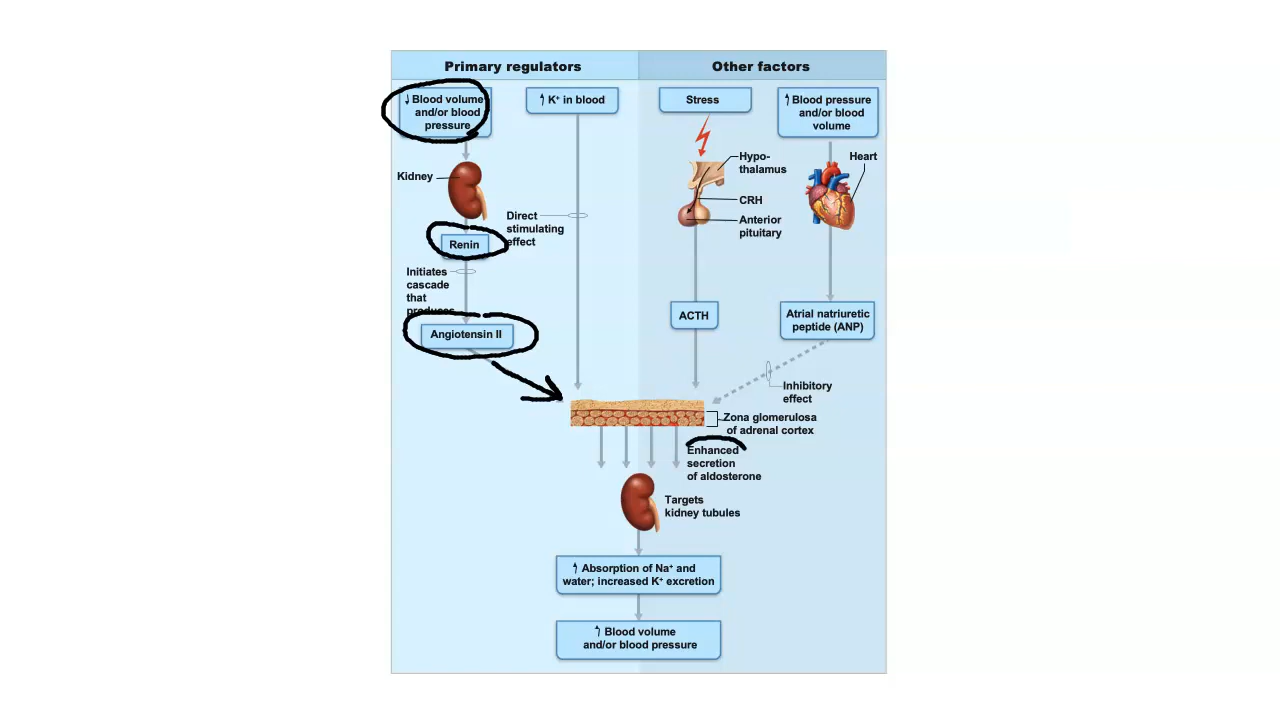 Primary regulators
Other factors
↓ Blood volume
and/or blood
pressure
↑ K⁺ in blood
Stress
↑ Blood pressure
and/or blood
volume
Kidney
Hypo-
thalamus
Heart
CRH
Direct
stimulating
effect
Anterior
pituitary
Renin
Initiates
cascade
that
produces
ACTH
Atrial natriuretic
peptide (ANP)
Angiotensin II
Inhibitory
effect
Zona glomerulosa
of adrenal cortex
Enhanced
secretion
of aldosterone
Targets
kidney tubules
↑ Absorption of Na⁺ and
water; increased K⁺ excretion
↑ Blood volume
and/or blood pressure